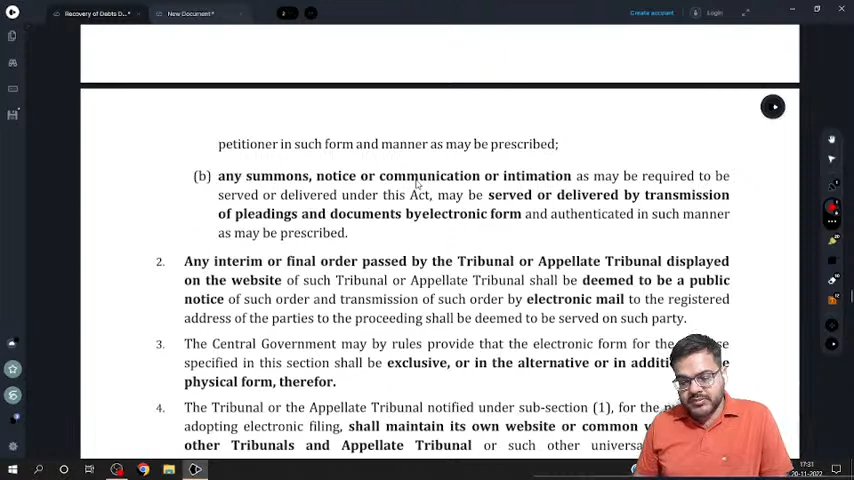 Recovery of Debts D...*
New Document*
2
Create account
Login
petitioner in such form and manner as may be prescribed;
(b) any summons, notice or communication or intimation as may be required to be
served or delivered under this Act, may be served or delivered by transmission
of pleadings and documents byelectronic form and authenticated in such manner
as may be prescribed.
2. Any interim or final order passed by the Tribunal or Appellate Tribunal displayed
on the website of such Tribunal or Appellate Tribunal shall be deemed to be a public
notice of such order and transmission of such order by electronic mail to the registered
address of the parties to the proceeding shall be deemed to be served on such party.
3. The Central Government may by rules provide that the electronic form for the
specified in this section shall be exclusive, or in the alternative or in
physical form, therefor.
4. The Tribunal or the Appellate Tribunal notified under sub-section (1), for the
adopting electronic filing, shall maintain its own website or common
other Tribunals and Appellate Tribunal or such other
17:31
20-11-2022